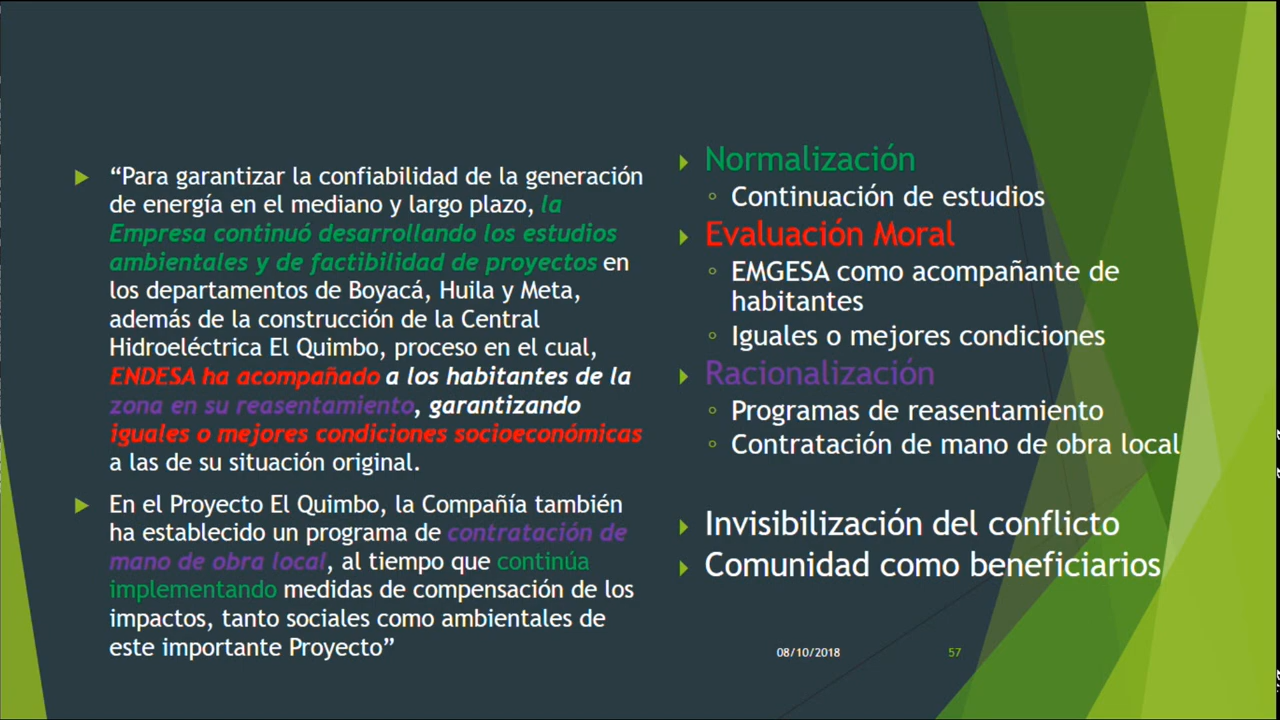 “Para garantizar la confiabilidad de la generación
de energía en el mediano y largo plazo, la
Empresa continuó desarrollando los estudios
ambientales y de factibilidad de proyectos en
los departamentos de Boyacá, Huila y Meta,
además de la construcción de la Central
Hidroeléctrica El Quimbo, proceso en el cual,
ENDESA ha acompañado a los habitantes de la
zona en su reasentamiento, garantizando
iguales o mejores condiciones socioeconómicas
a las de su situación original.
En el Proyecto El Quimbo, la Compañía también
ha establecido un programa de contratación de
mano de obra local, al tiempo que continúa
implementando medidas de compensación de los
impactos, tanto sociales como ambientales de
este importante Proyecto”
Normalización
Continuación de estudios
Evaluación Moral
EMGESA como acompañante de
habitantes
Iguales o mejores condiciones
Racionalización
Programas de reasentamiento
Contratación de mano de obra local
Invisibilización del conflicto
Comunidad como beneficiarios
08/10/2018
57